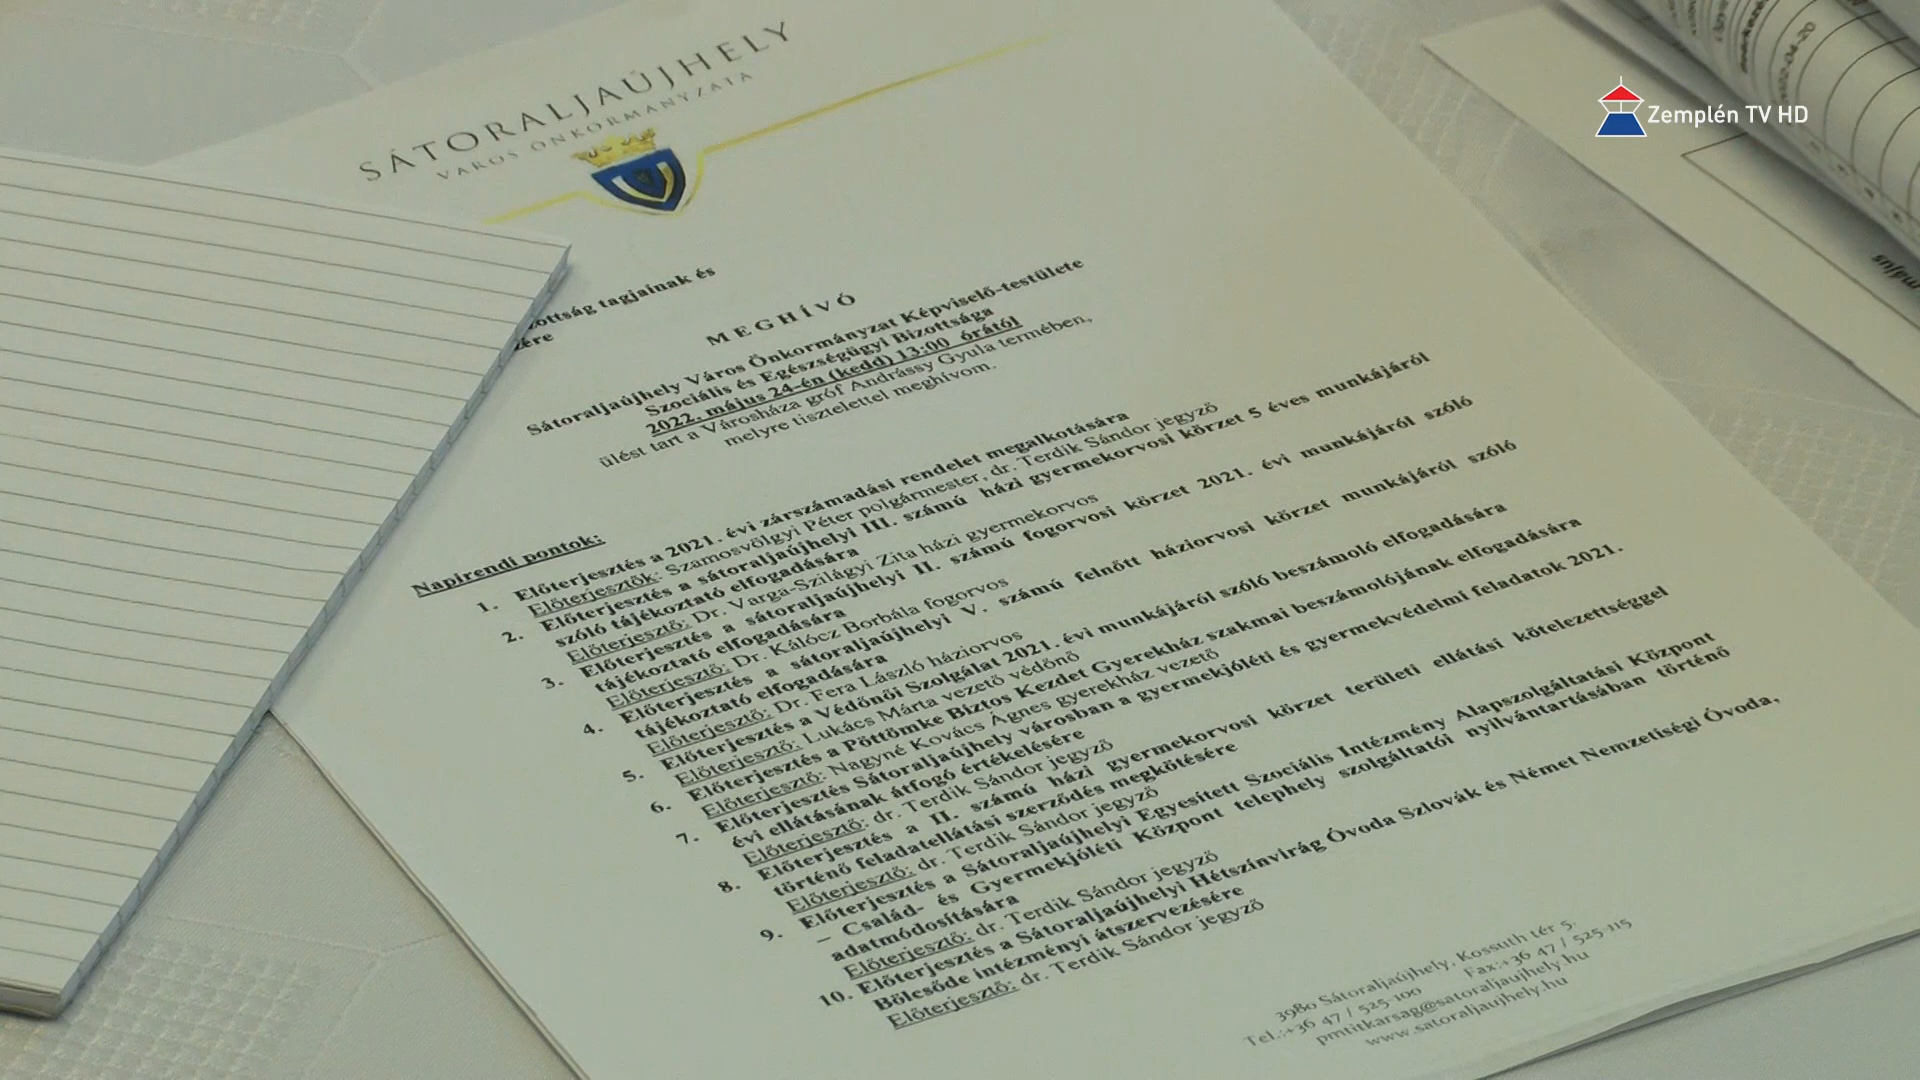 Zemplén TV HD
SÁTORALJAÚJHELY
VÁROS ÖNKORMÁNYZATA
tagjainak és
MEGHÍVÓ
Sátoraljaújhely Város Önkormányzat Képviselő-testülete
Szociális és Egészségügyi Bizottsága
2022. május 24-én (kedd) 13:00 órától
ülést tart a Városháza gróf Andrássy Gyula termében,
melyre tisztelettel meghívom.
Napirendi pontok:
1. Előterjesztés a 2021. évi zárszámadási rendelet megalkotására
Előterjesztők: Szamosvölgyi Péter polgármester, dr. Terdik Sándor jegyző
2. Előterjesztés a sátoraljaújhelyi III. számú házi gyermekorvosi körzet 5 éves munkájáról
szóló tájékoztató elfogadására
Előterjesztő: Dr. Varga-Szilágyi Zita házi gyermekorvos
3. Előterjesztés a sátoraljaújhelyi II. számú fogorvosi körzet 2021. évi munkájáról szóló
tájékoztató elfogadására
Előterjesztő: Dr. Kálócz Borbála fogorvos
4. Előterjesztés a sátoraljaújhelyi V. számú felnőtt háziorvosi körzet munkájáról szóló
tájékoztató elfogadására
Előterjesztő: Dr. Fera László háziorvos
5. Előterjesztés a Védőnői Szolgálat 2021. évi munkájáról szóló beszámoló elfogadására
Előterjesztő: Lukács Márta vezető védőnő
6. Előterjesztés a Pöttömke Biztos Kezdet Gyerekház szakmai beszámolójának elfogadására
Előterjesztő: Nagyné Kovács Ágnes gyerekház vezető
7. Előterjesztés Sátoraljaújhely városban a gyermekjóléti és gyermekvédelmi feladatok 2021.
évi ellátásának átfogó értékelésére
Előterjesztő: dr. Terdik Sándor jegyző
8. Előterjesztés a II. számú házi gyermekorvosi körzet területi ellátási kötelezettséggel
történő feladatellátási szerződés megkötésére
Előterjesztő: dr. Terdik Sándor jegyző
9. Előterjesztés a Sátoraljaújhelyi Egyesített Szociális Intézmény Alapszolgáltatási Központ
– Család- és Gyermekjóléti Központ telephely szolgáltatói nyilvántartásában történő
adatmódosítására
Előterjesztő: dr. Terdik Sándor jegyző
10. Előterjesztés a Sátoraljaújhelyi Hétszínvirág Óvoda Szlovák és Német Nemzetiségi Óvoda,
Bölcsőde intézményi átszervezésére
Előterjesztő: dr. Terdik Sándor jegyző
3980 Sátoraljaújhely, Kossuth tér 5.
Tel.:+36 47 / 525-100 Fax:+36 47 / 525-115
pmtitkarsag@satoraljaujhely.hu
www.satoraljaujhely.hu